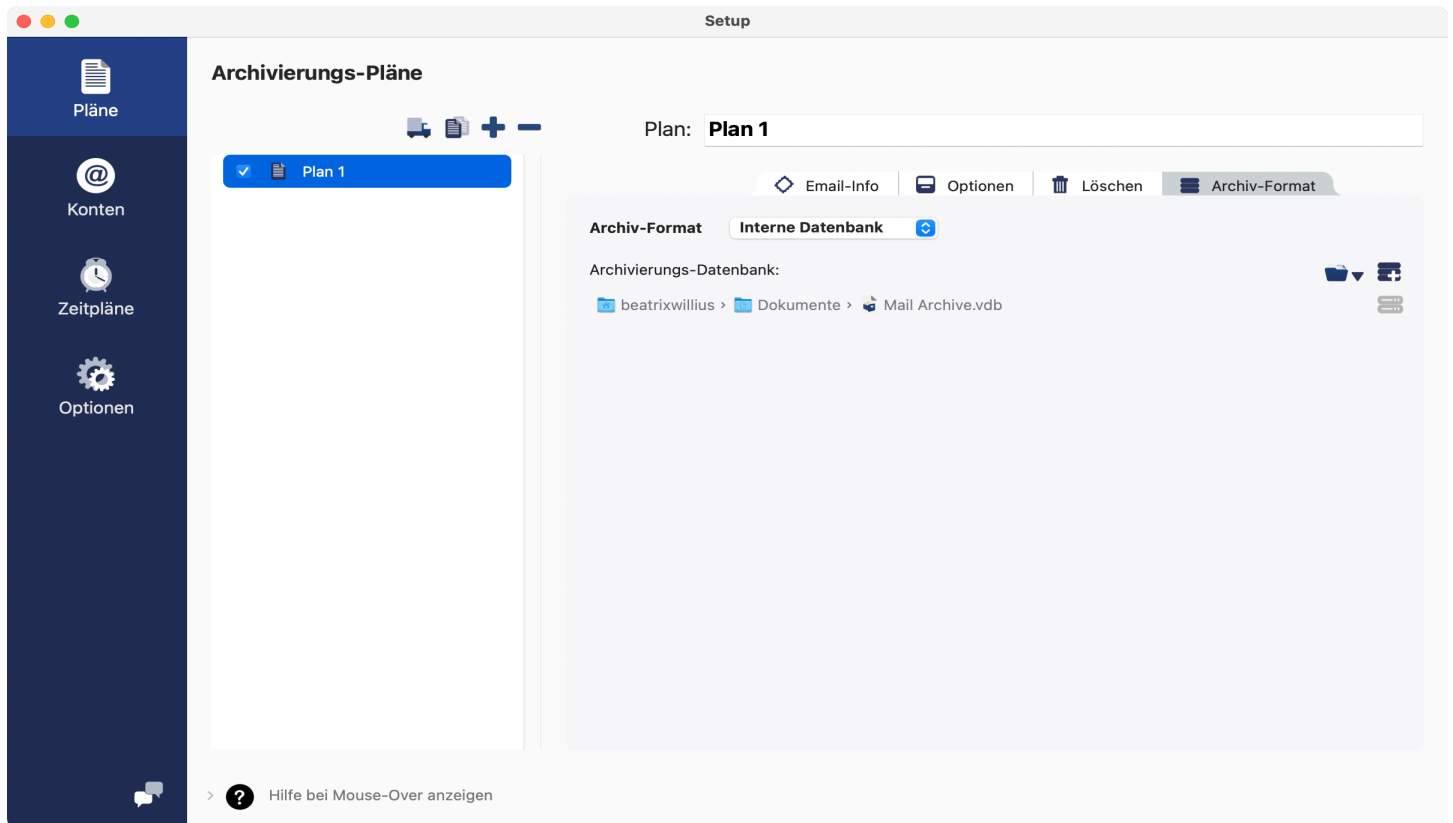 Setup
Pläne
Konten
Zeitpläne
Optionen
Archivierungs-Pläne
Plan 1
Plan: Plan 1
Email-Info Optionen Löschen Archiv-Format
Archiv-Format Interne Datenbank
Archivierungs-Datenbank:
beatrixwillius › Dokumente › Mail Archive.vdb
? Hilfe bei Mouse-Over anzeigen